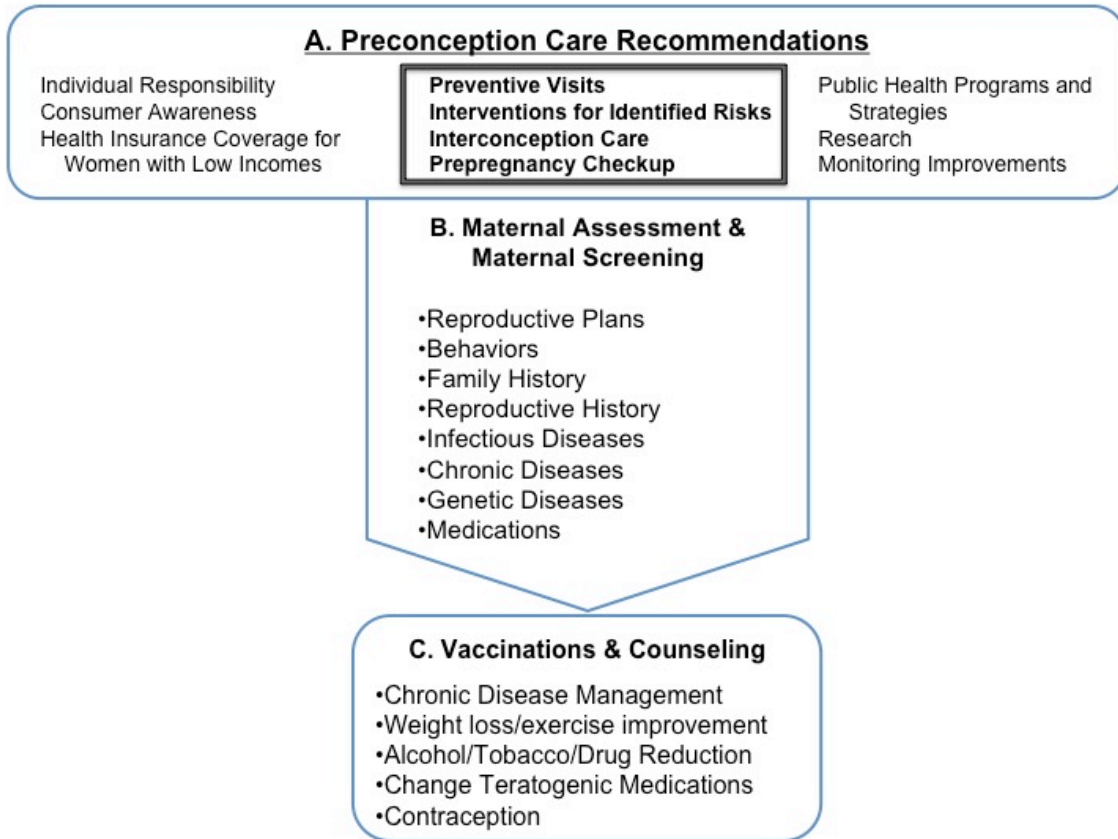 A. Preconception Care Recommendations
Individual Responsibility
Consumer Awareness
Health Insurance Coverage for
Women with Low Incomes
Preventive Visits
Interventions for Identified Risks
Interconception Care
Prepregnancy Checkup
Public Health Programs and
Strategies
Research
Monitoring Improvements
B. Maternal Assessment &
Maternal Screening
•Reproductive Plans
•Behaviors
•Family History
•Reproductive History
•Infectious Diseases
•Chronic Diseases
•Genetic Diseases
•Medications
C. Vaccinations & Counseling
•Chronic Disease Management
•Weight loss/exercise improvement
•Alcohol/Tobacco/Drug Reduction
•Change Teratogenic Medications
•Contraception